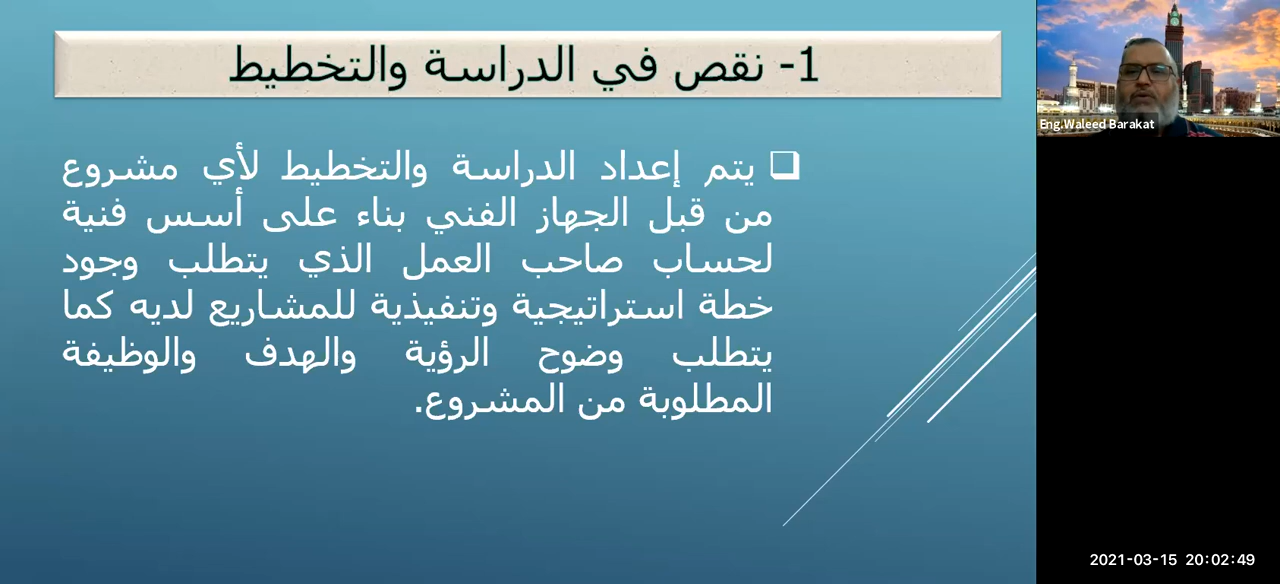 1- نقص في الدراسة والتخطيط
❑ يتم إعداد الدراسة والتخطيط لأي مشروع
من قبل الجهاز الفني بناء على أسس فنية
لحساب صاحب العمل الذي يتطلب وجود
خطة استراتيجية وتنفيذية للمشاريع لديه كما
يتطلب وضوح الرؤية والهدف والوظيفة
المطلوبة من المشروع.
Eng.Waleed Barakat
2021-03-15 20:02:49